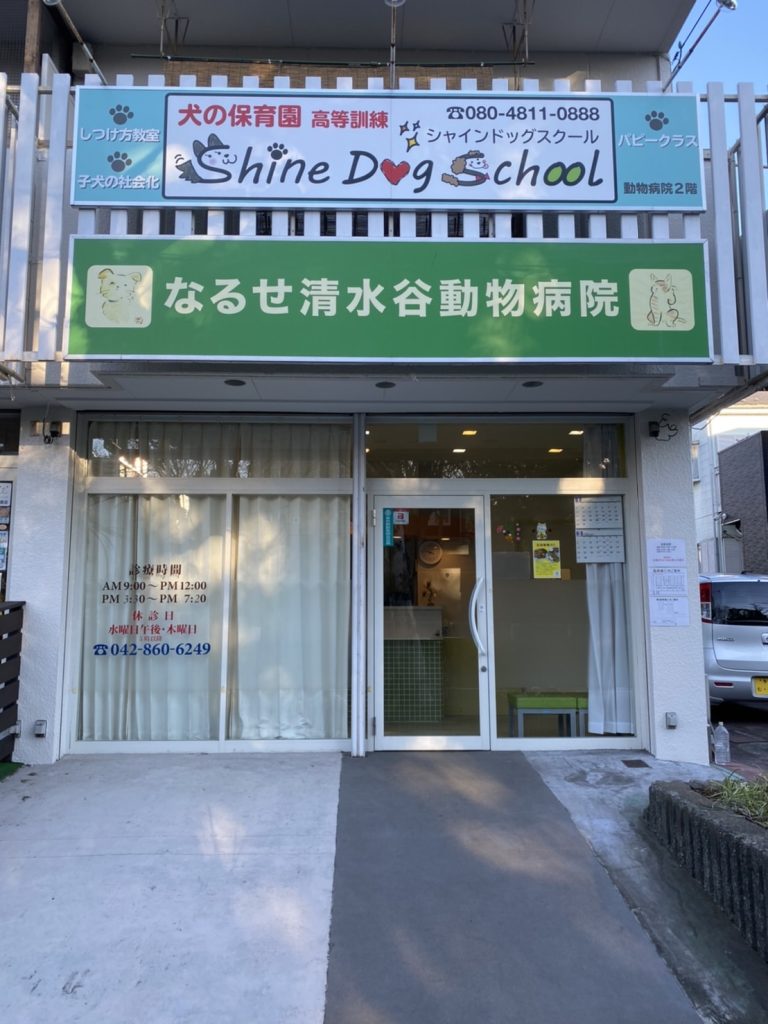 しつけ方教室
子犬の社会化
犬の保育園 高等訓練
☎080-4811-0888
シャインドッグスクール
Shine Dog School
パピークラス
動物病院2階
なるせ清水谷動物病院
診療時間
AM 9:00～PM 12:00
PM 3:30～PM 7:20
休診日
水曜日午後・木曜日
☎042-860-6249